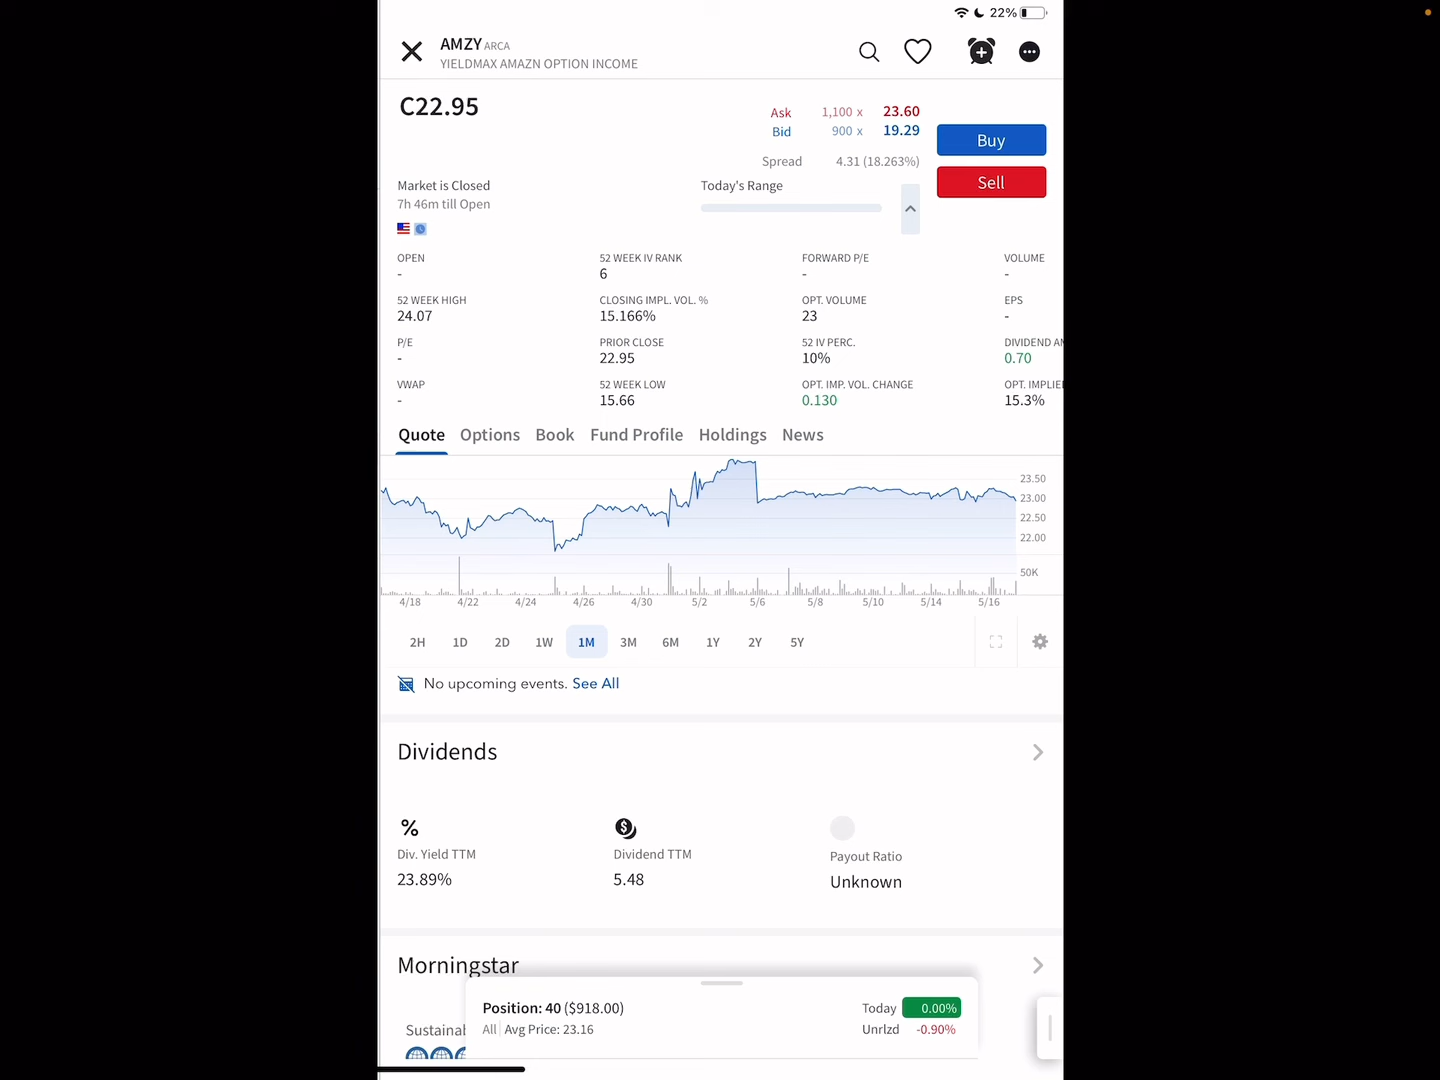 22%
AMZY ARCA
YIELDMAX AMAZN OPTION INCOME
C22.95
Ask 1,100 x 23.60
Bid 900 x 19.29
Buy
Spread 4.31 (18.263%)
Sell
Market is Closed
Today's Range
7h 46m till Open
OPEN 52 WEEK IV RANK FORWARD P/E VOLUME
- 6 - -
52 WEEK HIGH CLOSING IMPL. VOL. % OPT. VOLUME EPS
24.07 15.166% 23 -
P/E PRIOR CLOSE 52 IV PERC. DIVIDEND AM
- 22.95 10% 0.70
VWAP 52 WEEK LOW OPT. IMP. VOL. CHANGE OPT. IMPLIE
- 15.66 0.130 15.3%
Quote Options Book Fund Profile Holdings News
23.50
23.00
22.50
22.00
50K
4/18 4/22 4/24 4/26 4/30 5/2 5/6 5/8 5/10 5/14 5/16
2H 1D 2D 1W 1M 3M 6M 1Y 2Y 5Y
No upcoming events. See All
Dividends
%
Div. Yield TTM Dividend TTM Payout Ratio
23.89% 5.48 Unknown
Morningstar
Position: 40 ($918.00) Today 0.00%
All Avg Price: 23.16 Unrlzd -0.90%
Sustainab